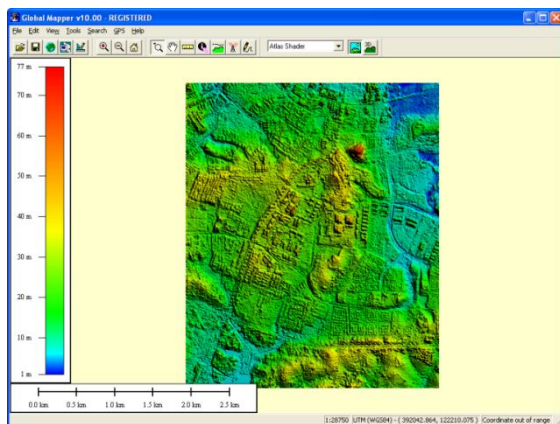 Global Mapper v10.00 - REGISTERED
File Edit View Tools Search GPS Help
Atlas Shader
3D
77 m
70 m
60 m
50 m
40 m
30 m
20 m
10 m
1 m
0.0 km 0.5 km 1.0 km 1.5 km 2.0 km 2.5 km
1:28750 UTM (WGS84) - ( 392042.864, 122210.075 ) Coordinate out of range